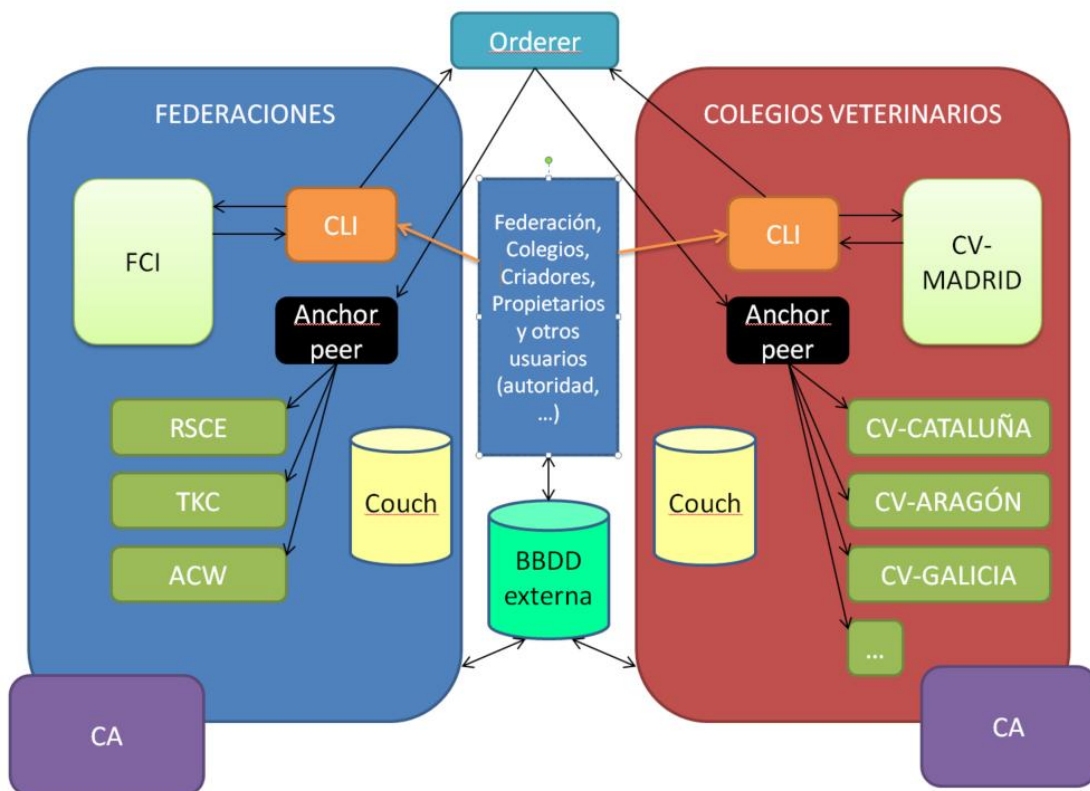 Orderer
FEDERACIONES
COLEGIOS VETERINARIOS
FCI
CLI
Federación,
Colegios,
Criadores,
Propietarios
y otros
usuarios
(autoridad,
...)
CLI
CV-
MADRID
Anchor
peer
Anchor
peer
RSCE
TKC
ACW
Couch
Couch
CV-CATALUÑA
CV-ARAGÓN
CV-GALICIA
...
BBDD
externa
CA
CA